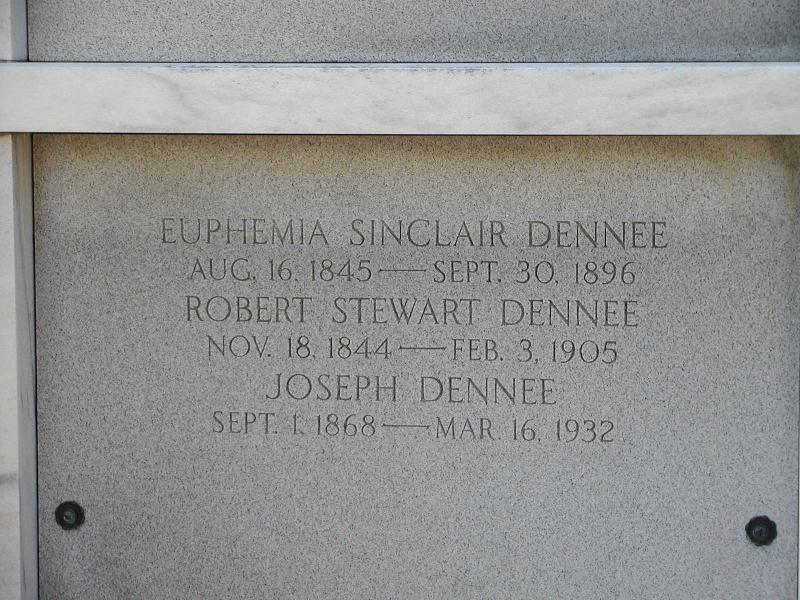 EUPHEMIA SINCLAIR DENNEE
AUG. 16, 1845—SEPT. 30, 1896
ROBERT STEWART DENNEE
NOV. 18, 1844—FEB. 3, 1905
JOSEPH DENNEE
SEPT. 1, 1868—MAR. 16, 1932